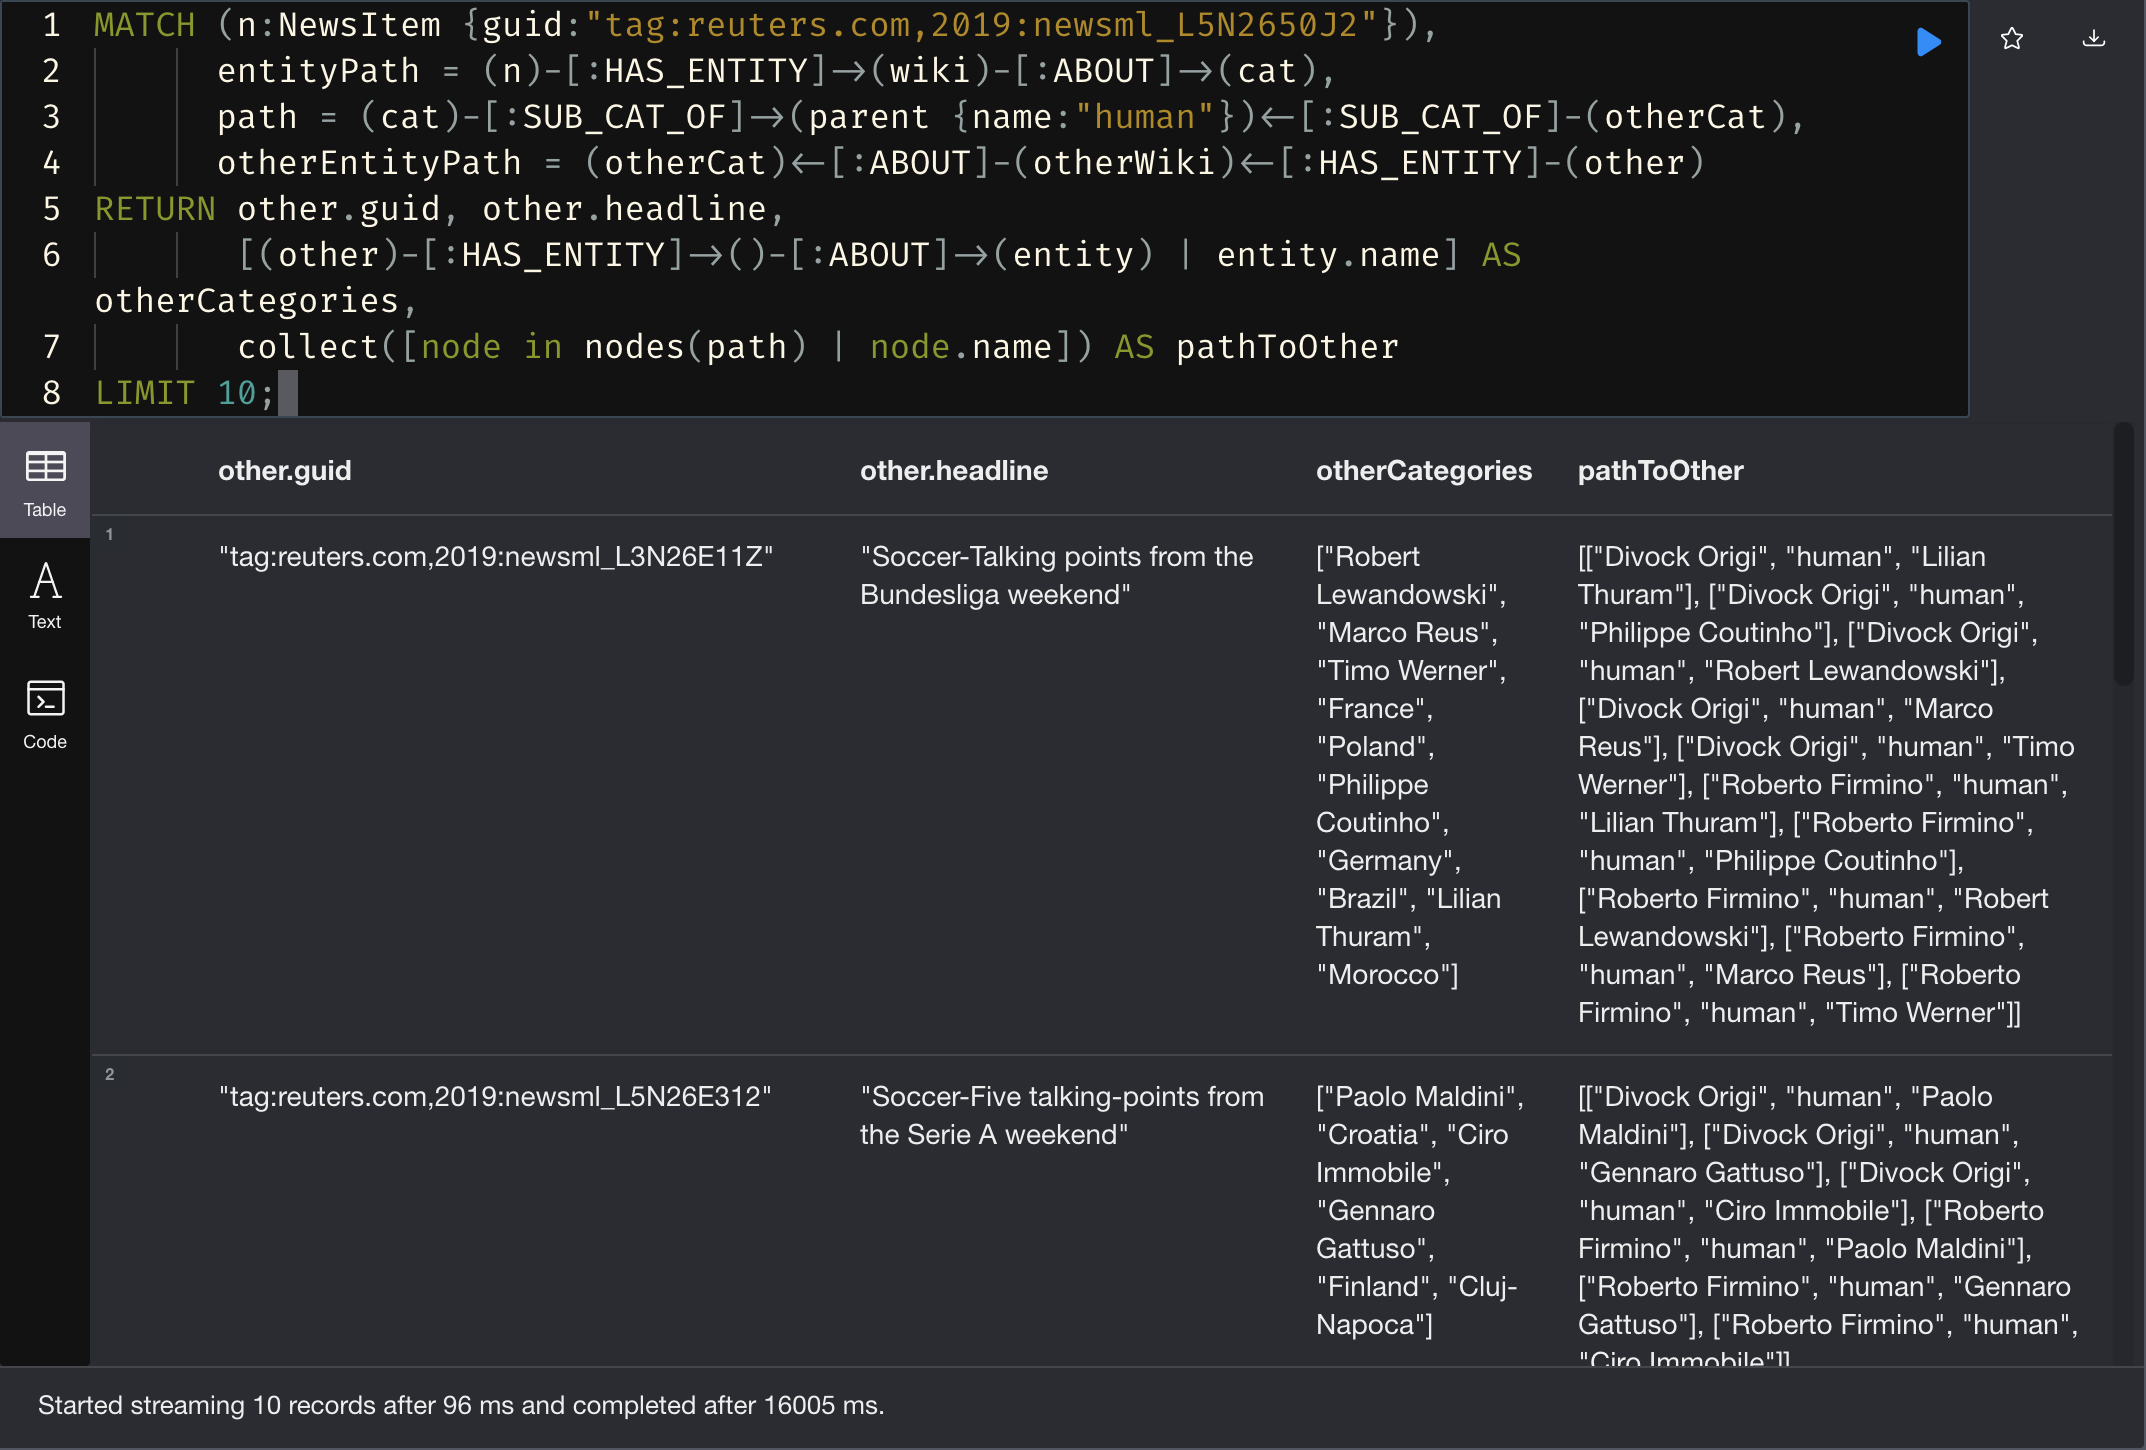 1 MATCH (n:NewsItem {guid:"tag:reuters.com,2019:newsml_L5N2650J2"}),
2 entityPath = (n)-[:HAS_ENTITY]->(wiki)-[:ABOUT]->(cat),
3 path = (cat)-[:SUB_CAT_OF]->(parent {name:"human"})<-[:SUB_CAT_OF]-(otherCat),
4 otherEntityPath = (otherCat)<-[:ABOUT]-(otherWiki)<-[:HAS_ENTITY]-(other)
5 RETURN other.guid, other.headline,
6 [(other)-[:HAS_ENTITY]->()-[:ABOUT]->(entity) | entity.name] AS
otherCategories,
7 collect([node in nodes(path) | node.name]) AS pathToOther
8 LIMIT 10;
Table
Text
Code
other.guid other.headline otherCategories pathToOther
1
"tag:reuters.com,2019:newsml_L3N26E11Z"
"Soccer-Talking points from the
Bundesliga weekend"
["Robert
Lewandowski",
"Marco Reus",
"Timo Werner",
"France",
"Poland",
"Philippe
Coutinho",
"Germany",
"Brazil", "Lilian
Thuram",
"Morocco"]
[["Divock Origi", "human", "Lilian
Thuram"], ["Divock Origi", "human",
"Philippe Coutinho"], ["Divock Origi",
"human", "Robert Lewandowski"],
["Divock Origi", "human", "Marco
Reus"], ["Divock Origi", "human", "Timo
Werner"], ["Roberto Firmino", "human",
"Lilian Thuram"], ["Roberto Firmino",
"human", "Philippe Coutinho"],
["Roberto Firmino", "human", "Robert
Lewandowski"], ["Roberto Firmino",
"human", "Marco Reus"], ["Roberto
Firmino", "human", "Timo Werner"]]
2
"tag:reuters.com,2019:newsml_L5N26E312"
"Soccer-Five talking-points from
the Serie A weekend"
["Paolo Maldini",
"Croatia", "Ciro
Immobile",
"Gennaro
Gattuso",
"Finland", "Cluj-
Napoca"]
[["Divock Origi", "human", "Paolo
Maldini"], ["Divock Origi", "human",
"Gennaro Gattuso"], ["Divock Origi",
"human", "Ciro Immobile"], ["Roberto
Firmino", "human", "Paolo Maldini"],
["Roberto Firmino", "human", "Gennaro
Gattuso"], ["Roberto Firmino", "human",
"Ciro Immobile"]]
Started streaming 10 records after 96 ms and completed after 16005 ms.